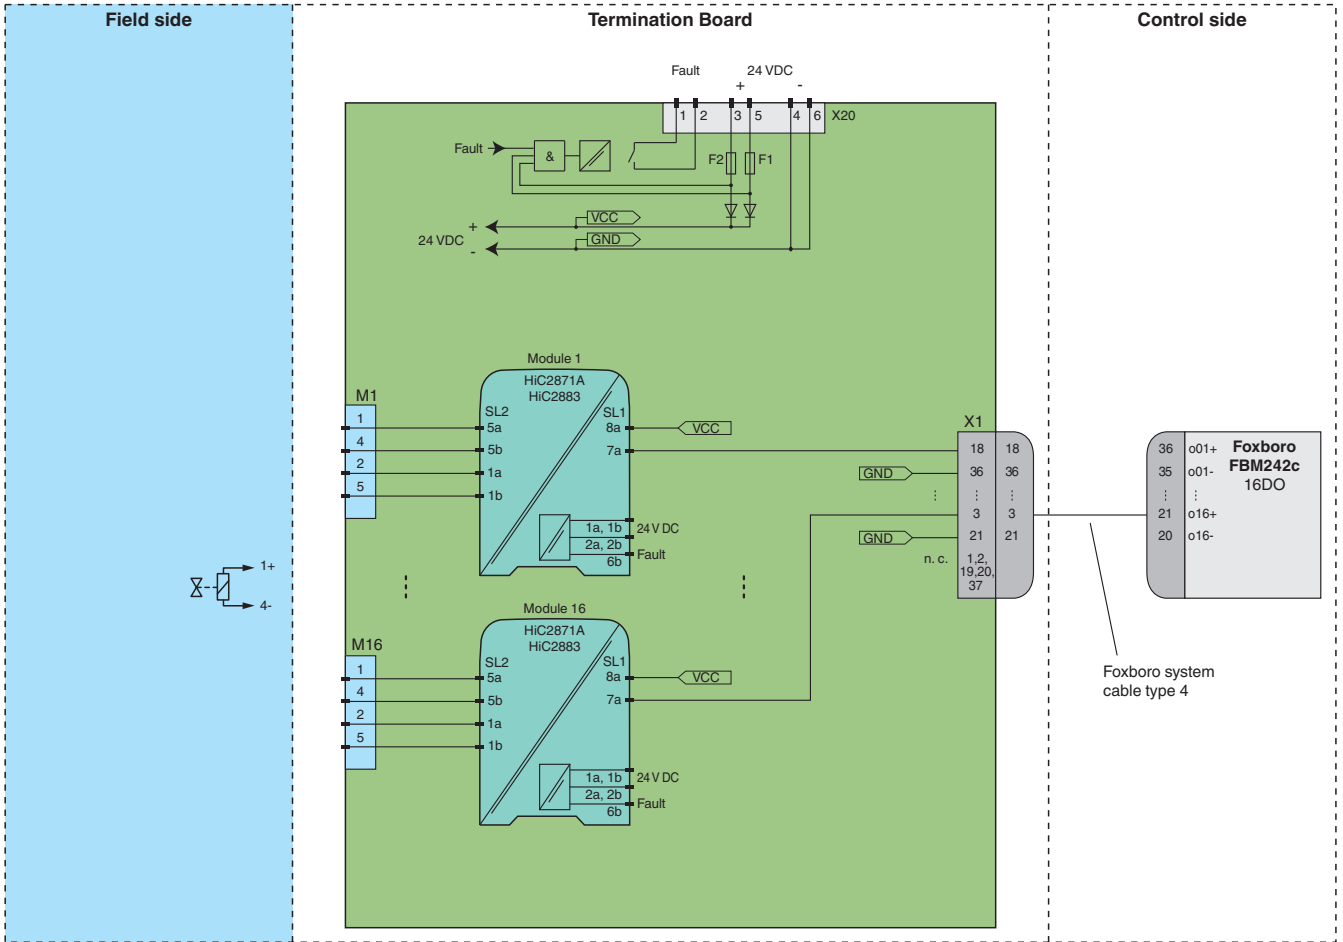 Field side
Termination Board
Control side
Fault
24 VDC
+
-
1
2
3
5
4
6
X20
Fault
&
F2
F1
VCC
+
24 VDC
-
GND
Module 1
HiC2871A
HiC2883
M1
1
4
2
5
SL2
5a
5b
1a
1b
SL1
8a
7a
VCC
1a, 1b
2a, 2b
6b
24 V DC
Fault
X1
18 18
GND
36 36
⋮ ⋮ ⋮
3 3
GND
21 21
n. c.
1,2,
19,20,
37
36 o01+
35 o01-
⋮ ⋮
21 o16+
20 o16-
Foxboro
FBM242c
16DO
Foxboro system
cable type 4
1+
4-
Module 16
HiC2871A
HiC2883
M16
1
4
2
5
SL2
5a
5b
1a
1b
SL1
8a
7a
VCC
1a, 1b
2a, 2b
6b
24 V DC
Fault